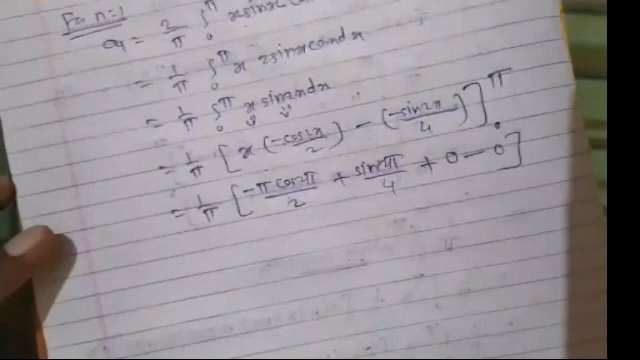 For n=1
a₁ = 2/π ∫₀^π x sinx co
= 1/π ∫₀^π x 2sinx cosx dx
= 1/π ∫₀^π x sin2x dx
= 1/π [ x (-cos2x/2) - (-sin2x/4) ]₀^π
= 1/π [ -π cos2π/2 + sin2π/4 + 0 - 0 ]